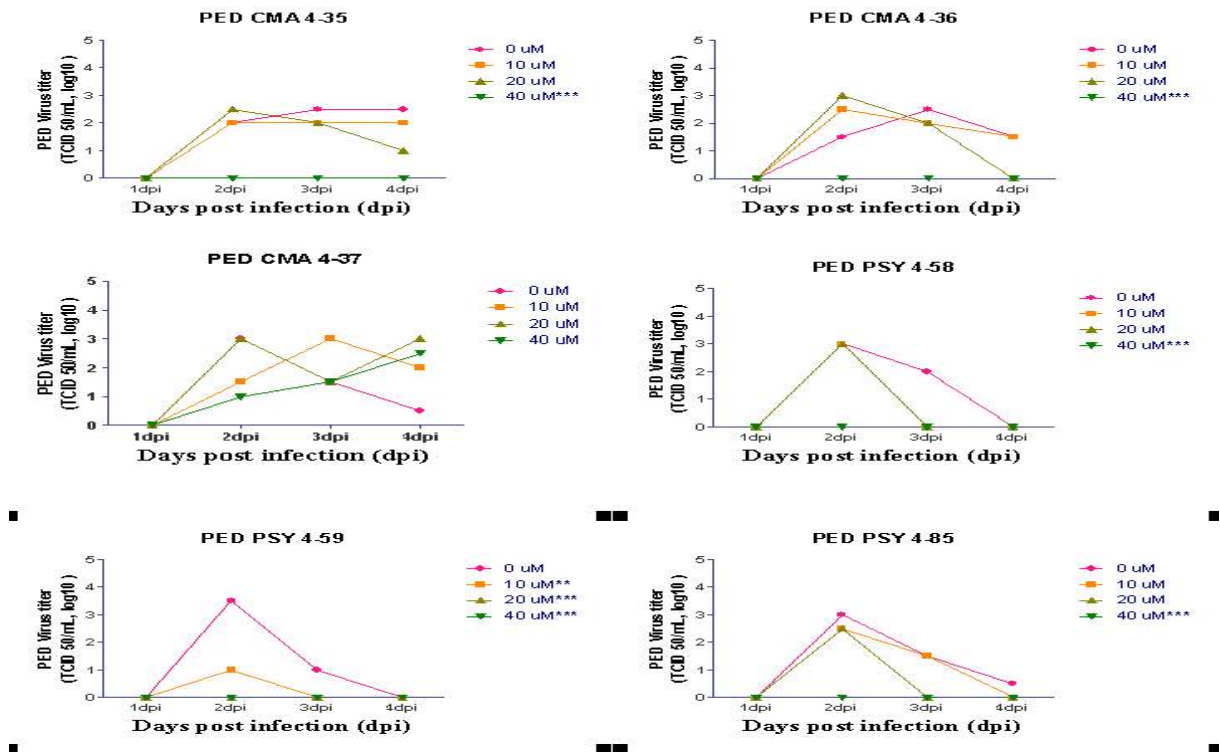 PED CMA 4-35
PED Virus titer
(TCID 50/mL, log10 )
5
4
3
2
1
0
1dpi 2dpi 3dpi 4dpi
Days post infection (dpi)
0 uM
10 uM
20 uM
40 uM***
PED CMA 4-36
PED Virus titer
(TCID 50/mL, log10 )
5
4
3
2
1
0
1dpi 2dpi 3dpi 4dpi
Days post infection (dpi)
0 uM
10 uM
20 uM
40 uM***
PED CMA 4-37
PED Virus titer
(TCID 50/mL, log10 )
5
4
3
2
1
0
1dpi 2dpi 3dpi 4dpi
Days post infection (dpi)
0 uM
10 uM
20 uM
40 uM
PED PSY 4-58
PED Virus titer
(TCID 50/mL, log10 )
5
4
3
2
1
0
1dpi 2dpi 3dpi 4dpi
Days post infection (dpi)
0 uM
10 uM
20 uM
40 uM***
PED PSY 4-59
PED Virus titer
(TCID 50/mL, log10 )
5
4
3
2
1
0
1dpi 2dpi 3dpi 4dpi
Days post infection (dpi)
0 uM
10 uM**
20 uM***
40 uM***
PED PSY 4-85
PED Virus titer
(TCID 50/mL, log10 )
5
4
3
2
1
0
1dpi 2dpi 3dpi 4dpi
Days post infection (dpi)
0 uM
10 uM
20 uM
40 uM***